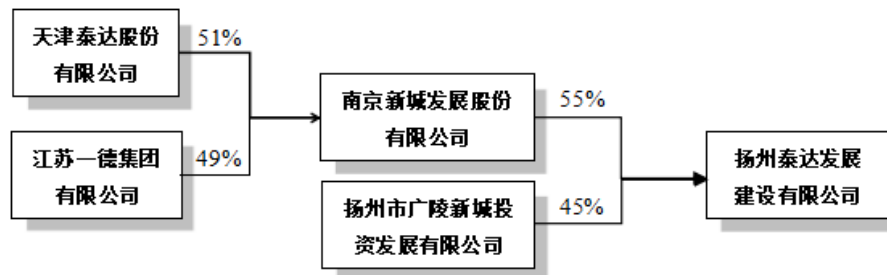 天津泰达股份
有限公司
51%
江苏一德集团
有限公司
49%
南京新城发展股份
有限公司
55%
扬州市广陵新城投
资发展有限公司
45%
扬州泰达发展
建设有限公司